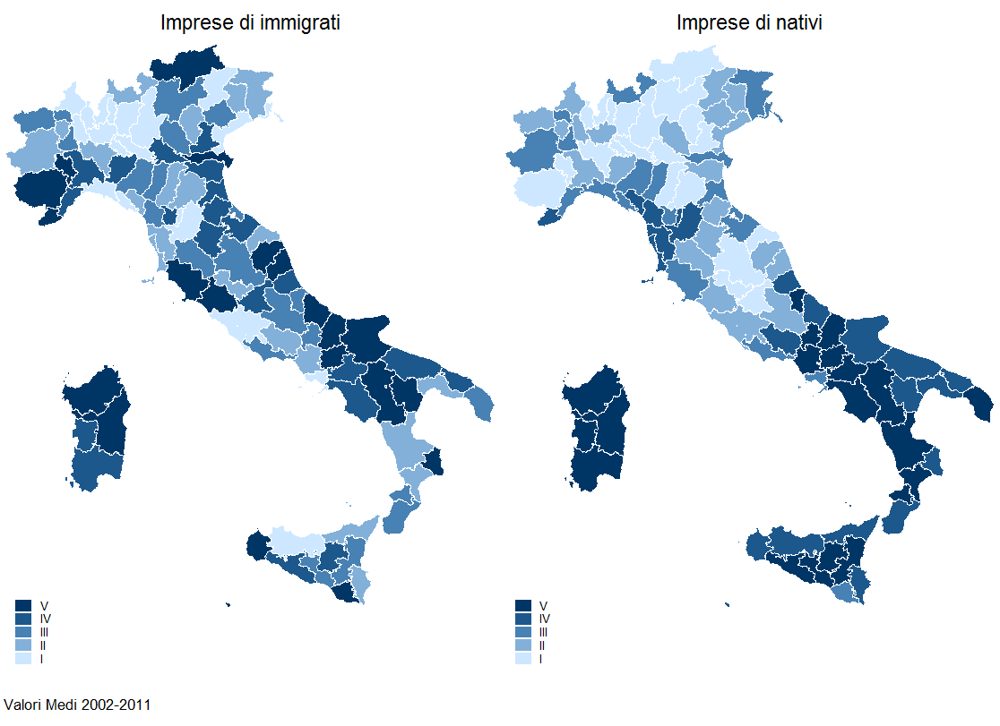 Imprese di immigrati
Imprese di nativi
V
IV
III
II
I
V
IV
III
II
I
Valori Medi 2002-2011